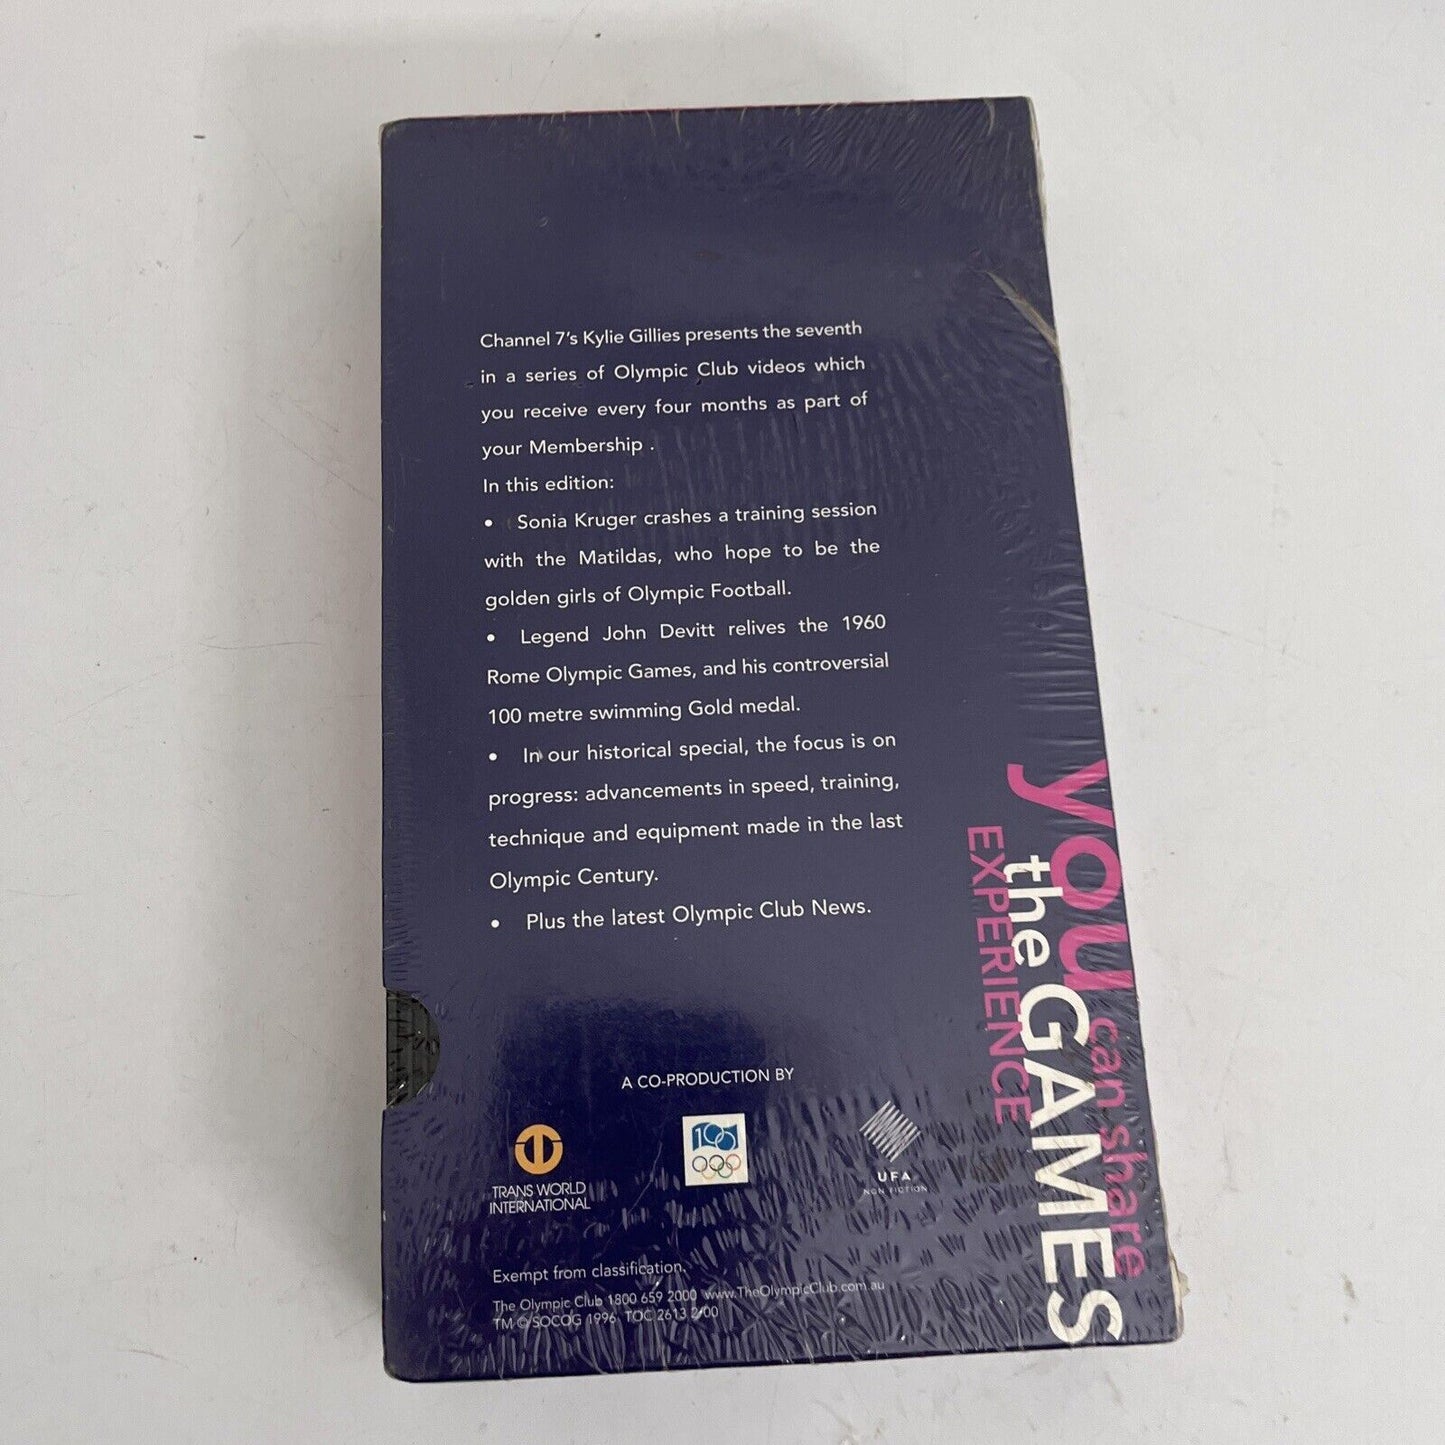 Channel 7's Kylie Gillies presents the seventh
in a series of Olympic Club videos which
you receive every four months as part of
your Membership .
In this edition:
• Sonia Kruger crashes a training session
with the Matildas, who hope to be the
golden girls of Olympic Football.
• Legend John Devitt relives the 1960
Rome Olympic Games, and his controversial
100 metre swimming Gold medal.
• In our historical special, the focus is on
progress: advancements in speed, training,
technique and equipment made in the last
Olympic Century.
• Plus the latest Olympic Club News.
you can share
the GAMES
EXPERIENCE
A CO-PRODUCTION BY
TRANS WORLD
INTERNATIONAL
100
UFA
NON FICTION
Exempt from classification.
The Olympic Club 1800 659 2000 www.TheOlympicClub.com.au
TM © SOCOG 1996 TOC 2613 2/00